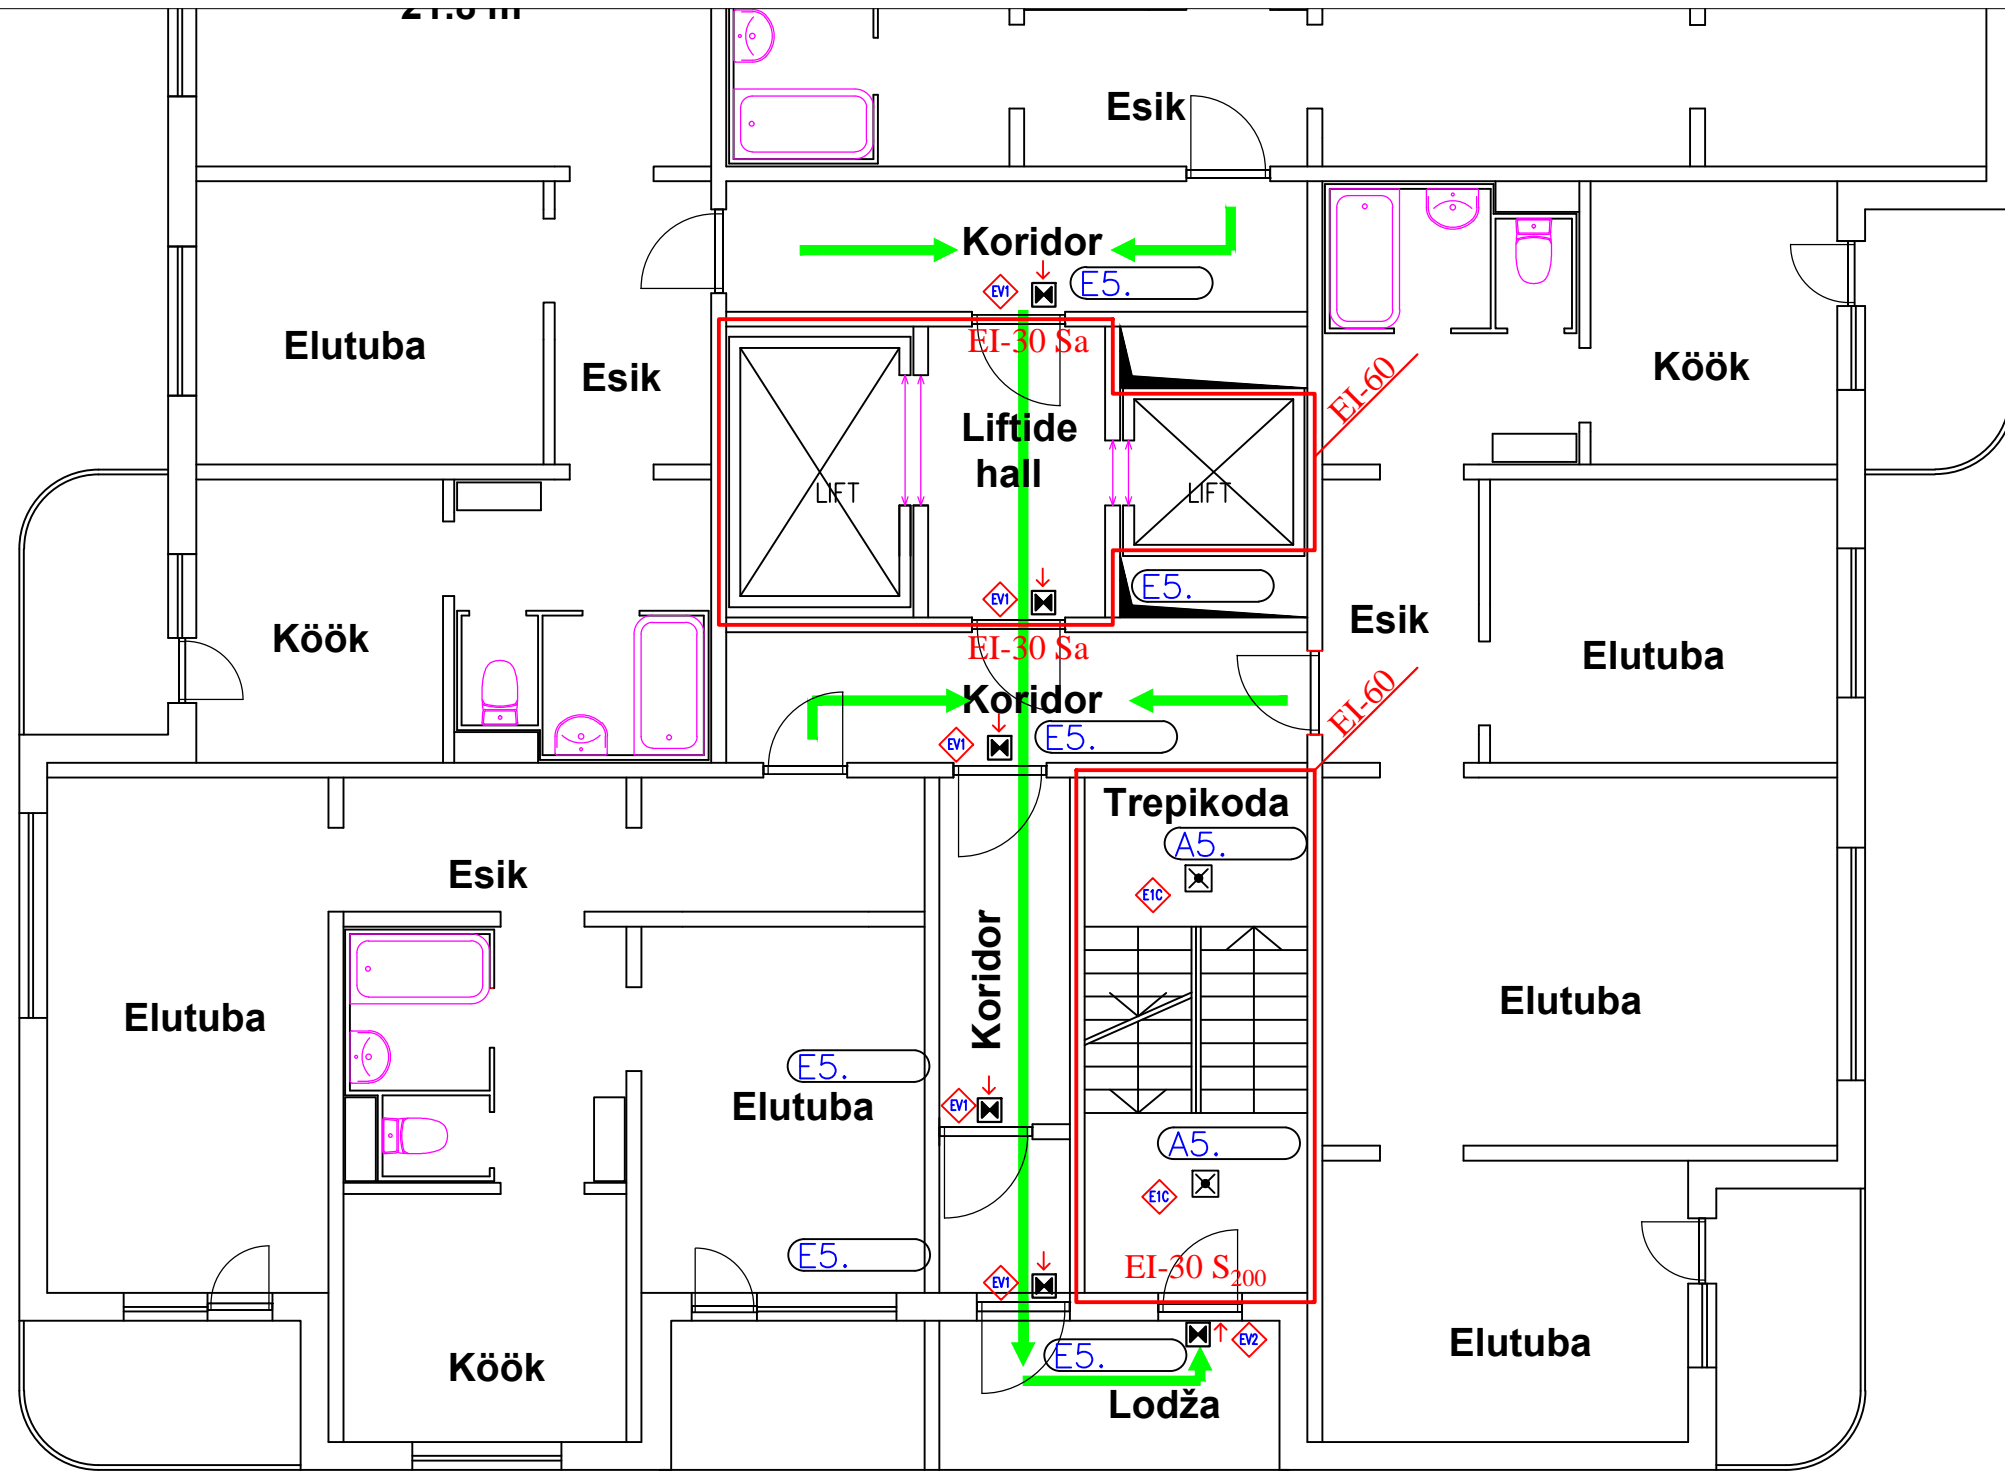 Esik
Koridor
EV1
E5.
EI-30 Sa
Elutuba
Esik
Köök
EI-60
Liftide
hall
LIFT
LIFT
E5.
EV1
Esik
Köök
EI-30 Sa
Elutuba
Koridor
EI-60
EV1
E5.
Trepikoda
A5.
Esik
E1C
Koridor
Elutuba
Elutuba
E5.
Elutuba
EV1
A5.
E1C
E5.
EI-30 S200
EV1
EV2
E5.
Elutuba
Köök
Lodža